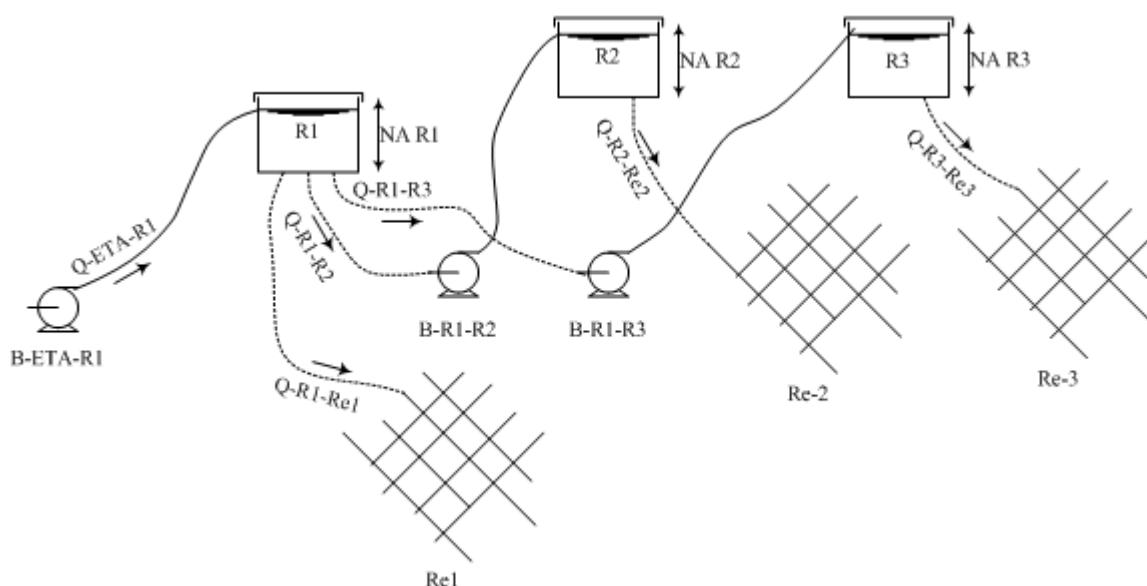 R2
NA R2
R3
NA R3
R1
NA R1
Q-R1-R3
Q-R2-Re2
Q-R3-Re3
Q-ETA-R1
Q-R1-R2
B-ETA-R1
B-R1-R2
B-R1-R3
Q-R1-Re1
Re-2
Re-3
Re1